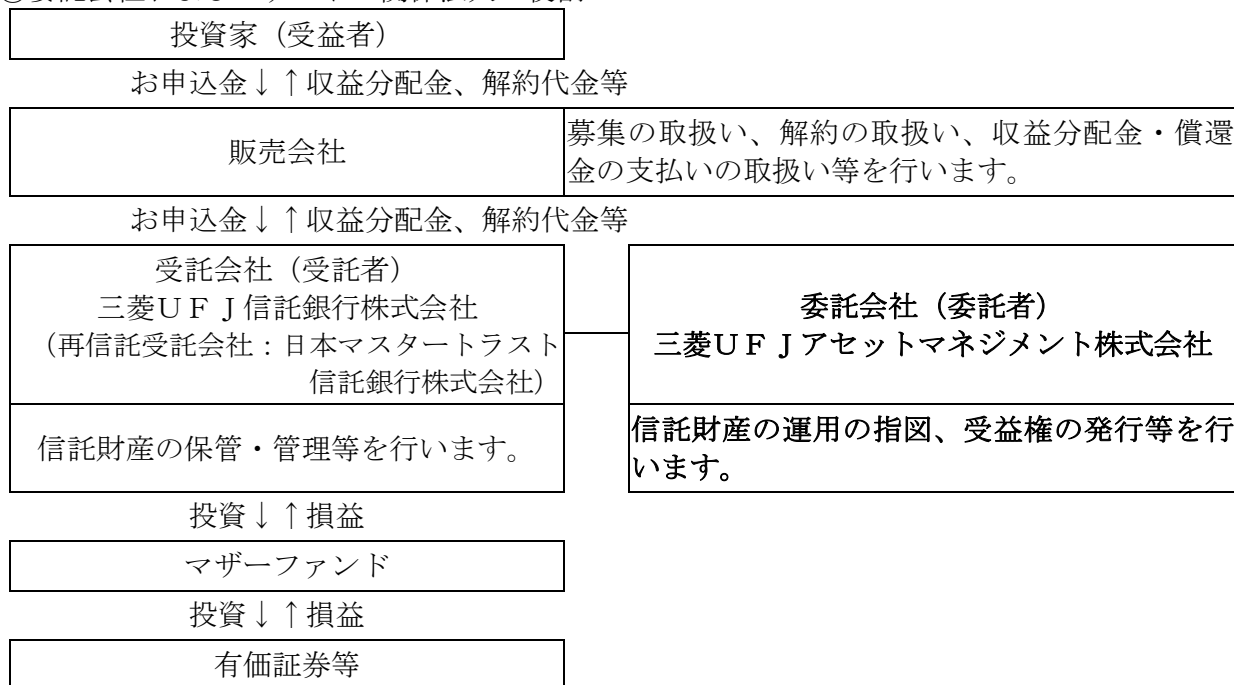 投資家（受益者）
お申込金↓↑収益分配金、解約代金等
販売会社
募集の取扱い、解約の取扱い、収益分配金・償還
金の支払いの取扱い等を行います。
お申込金↓↑収益分配金、解約代金等
受託会社（受託者）
三菱ＵＦＪ信託銀行株式会社
（再信託受託会社：日本マスタートラスト
信託銀行株式会社）
委託会社（委託者）
三菱ＵＦＪアセットマネジメント株式会社
信託財産の保管・管理等を行います。
信託財産の運用の指図、受益権の発行等を行
います。
投資↓↑損益
マザーファンド
投資↓↑損益
有価証券等